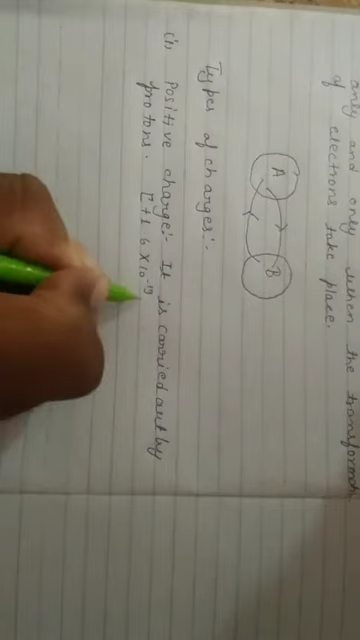 only and only when the transforman
of electrons take place.
A
B
Types of charges:-
(i) Positive charge:- It is carried out by
protons. [+1 6 X 10⁻¹⁹